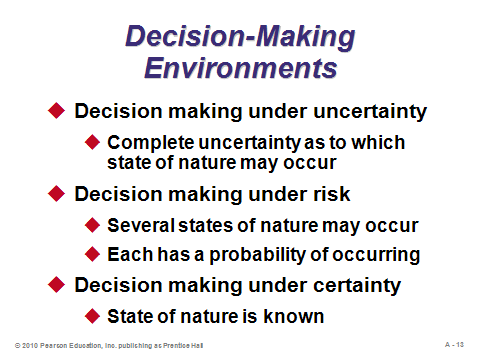 Decision-Making
Environments
Decision making under uncertainty
Complete uncertainty as to which
state of nature may occur
Decision making under risk
Several states of nature may occur
Each has a probability of occurring
Decision making under certainty
State of nature is known
© 2010 Pearson Education, Inc. publishing as Prentice Hall
A - 13